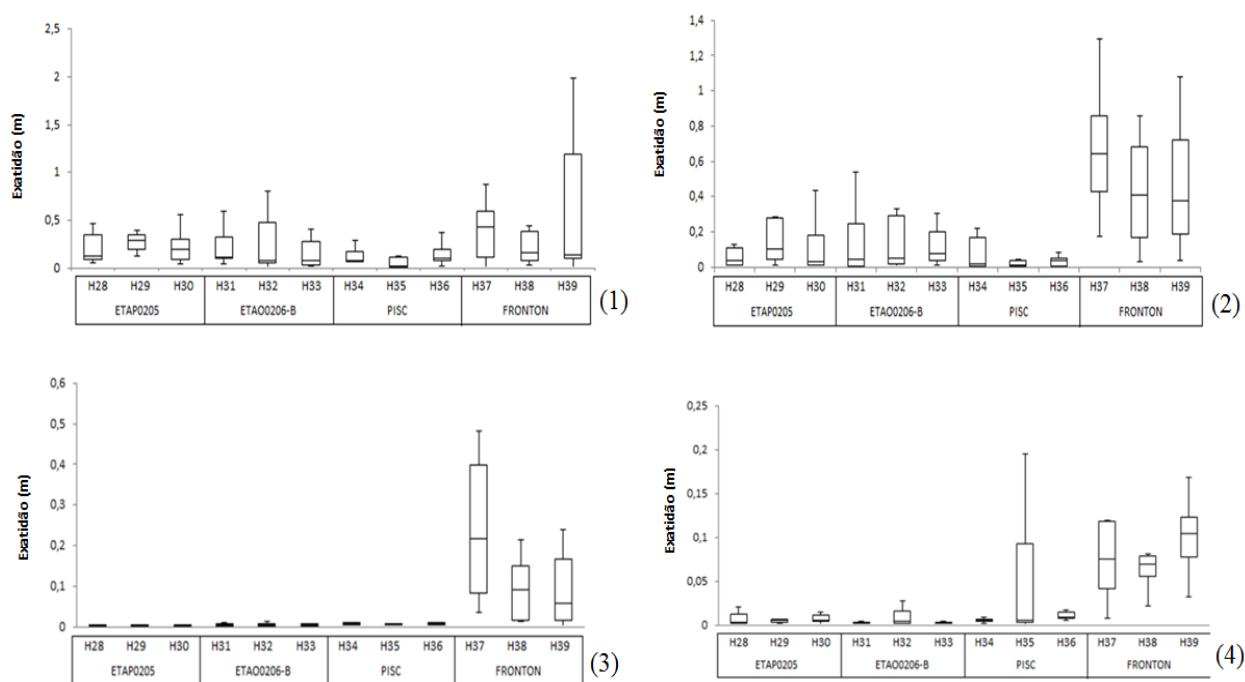 Exatidão (m)
2,5
2
1,5
1
0,5
0
H28 H29 H30 H31 H32 H33 H34 H35 H36 H37 H38 H39
ETAP0205 ETAO0206-B PISC FRONTON
(1)
Exatidão (m)
1,4
1,2
1
0,8
0,6
0,4
0,2
0
H28 H29 H30 H31 H32 H33 H34 H35 H36 H37 H38 H39
ETAP0205 ETAO0206-B PISC FRONTON
(2)
Exatidão (m)
0,6
0,5
0,4
0,3
0,2
0,1
0
H28 H29 H30 H31 H32 H33 H34 H35 H36 H37 H38 H39
ETAP0205 ETAO0206-B PISC FRONTON
(3)
Exatidão (m)
0,25
0,2
0,15
0,1
0,05
0
H28 H29 H30 H31 H32 H33 H34 H35 H36 H37 H38 H39
ETAP0205 ETAO0206-B PISC FRONTON
(4)